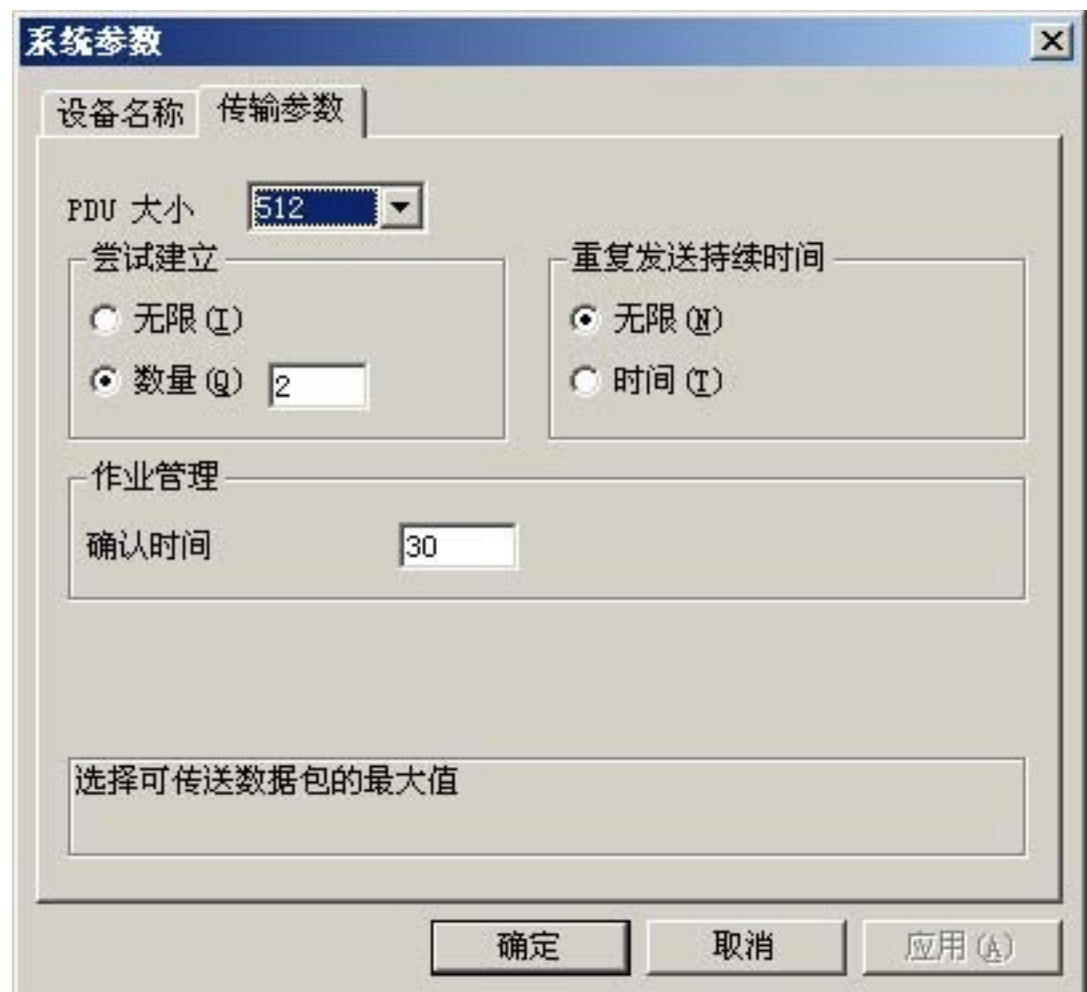 系统参数
设备名称 传输参数
PDU 大小 512
尝试建立 重复发送持续时间
无限(I) 无限(N)
数量(Q) 2 时间(T)
作业管理
确认时间 30
选择可传送数据包的最大值
确定 取消 应用(A)